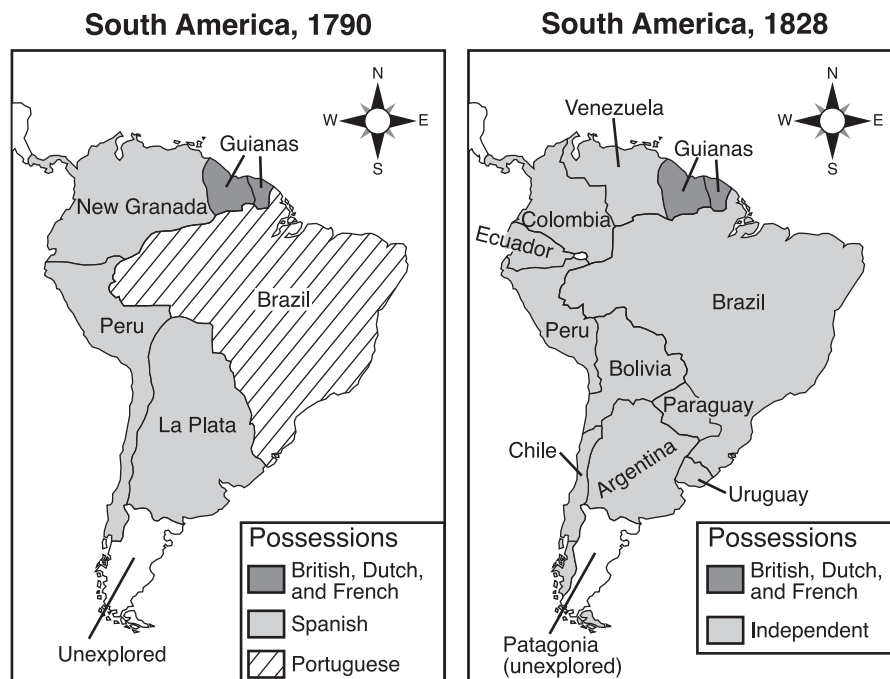 South America, 1790
N
W
E
S
Guianas
New Granada
Brazil
Peru
La Plata
Unexplored
Possessions
British, Dutch,
and French
Spanish
Portuguese
South America, 1828
N
W
E
S
Venezuela
Guianas
Colombia
Ecuador
Brazil
Peru
Bolivia
Paraguay
Chile
Argentina
Uruguay
Patagonia
(unexplored)
Possessions
British, Dutch,
and French
Independent